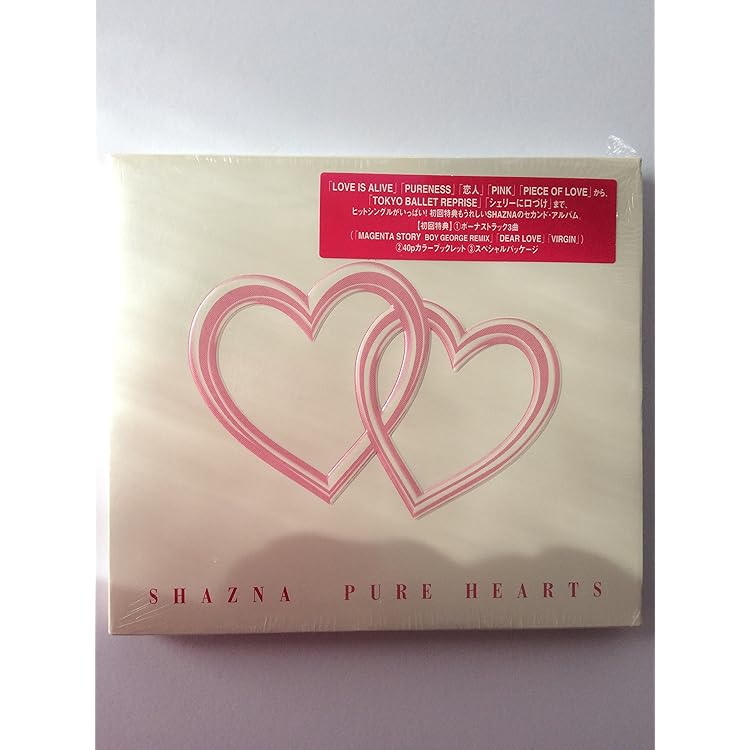 「LOVE IS ALIVE」「PURENESS」「恋人」「PINK」「PIECE OF LOVE」から、
「TOKYO BALLET REPRISE」「シェリーに口づけ」まで、
ヒットシングルがいっぱい!初回特典もうれしいSHAZNAのセカンド・アルバム
【初回特典】①ボーナストラック3曲
(「MAGENTA STORY BOY GEORGE REMIX」「DEAR LOVE」「VIRGIN」)
②40pカラーブックレット ③スペシャルパッケージ
SHAZNA PURE HEARTS